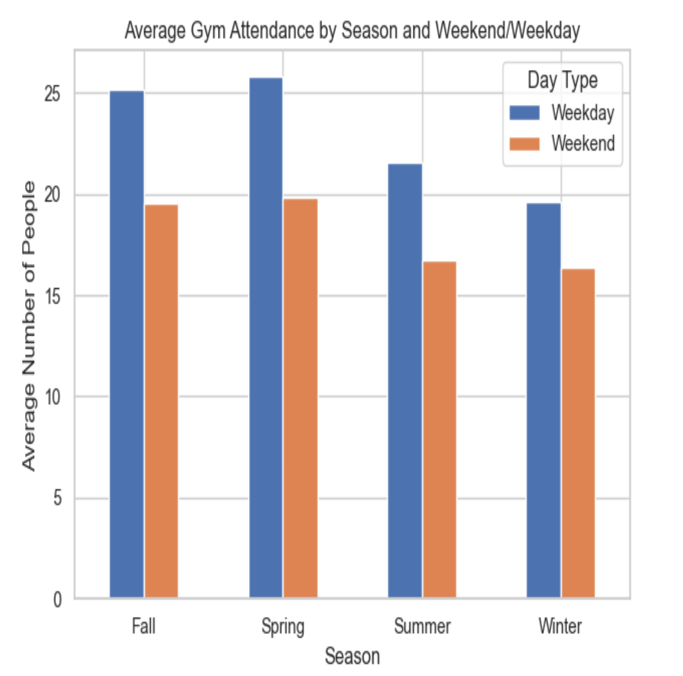 Average Gym Attendance by Season and Weekend/Weekday
Day Type
Weekday
Weekend
Average Number of People
25
20
15
10
5
0
Fall Spring Summer Winter
Season